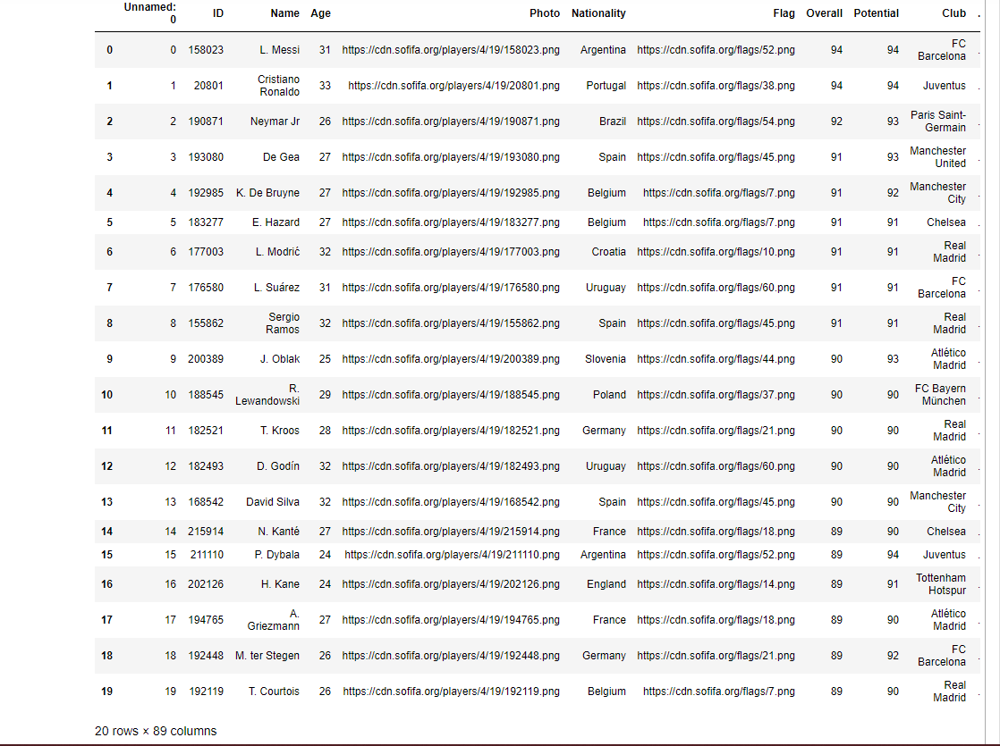 Unnamed: 0 ID Name Age Photo Nationality Flag Overall Potential Club .
0 0 158023 L. Messi 31 https://cdn.sofifa.org/players/4/19/158023.png Argentina https://cdn.sofifa.org/flags/52.png 94 94 FC Barcelona .
1 1 20801 Cristiano Ronaldo 33 https://cdn.sofifa.org/players/4/19/20801.png Portugal https://cdn.sofifa.org/flags/38.png 94 94 Juventus .
2 2 190871 Neymar Jr 26 https://cdn.sofifa.org/players/4/19/190871.png Brazil https://cdn.sofifa.org/flags/54.png 92 93 Paris Saint-Germain .
3 3 193080 De Gea 27 https://cdn.sofifa.org/players/4/19/193080.png Spain https://cdn.sofifa.org/flags/45.png 91 93 Manchester United .
4 4 192985 K. De Bruyne 27 https://cdn.sofifa.org/players/4/19/192985.png Belgium https://cdn.sofifa.org/flags/7.png 91 92 Manchester City .
5 5 183277 E. Hazard 27 https://cdn.sofifa.org/players/4/19/183277.png Belgium https://cdn.sofifa.org/flags/7.png 91 91 Chelsea .
6 6 177003 L. Modrić 32 https://cdn.sofifa.org/players/4/19/177003.png Croatia https://cdn.sofifa.org/flags/10.png 91 91 Real Madrid .
7 7 176580 L. Suárez 31 https://cdn.sofifa.org/players/4/19/176580.png Uruguay https://cdn.sofifa.org/flags/60.png 91 91 FC Barcelona .
8 8 155862 Sergio Ramos 32 https://cdn.sofifa.org/players/4/19/155862.png Spain https://cdn.sofifa.org/flags/45.png 91 91 Real Madrid .
9 9 200389 J. Oblak 25 https://cdn.sofifa.org/players/4/19/200389.png Slovenia https://cdn.sofifa.org/flags/44.png 90 93 Atlético Madrid .
10 10 188545 R. Lewandowski 29 https://cdn.sofifa.org/players/4/19/188545.png Poland https://cdn.sofifa.org/flags/37.png 90 90 FC Bayern München .
11 11 182521 T. Kroos 28 https://cdn.sofifa.org/players/4/19/182521.png Germany https://cdn.sofifa.org/flags/21.png 90 90 Real Madrid .
12 12 182493 D. Godín 32 https://cdn.sofifa.org/players/4/19/182493.png Uruguay https://cdn.sofifa.org/flags/60.png 90 90 Atlético Madrid .
13 13 168542 David Silva 32 https://cdn.sofifa.org/players/4/19/168542.png Spain https://cdn.sofifa.org/flags/45.png 90 90 Manchester City .
14 14 215914 N. Kanté 27 https://cdn.sofifa.org/players/4/19/215914.png France https://cdn.sofifa.org/flags/18.png 89 90 Chelsea .
15 15 211110 P. Dybala 24 https://cdn.sofifa.org/players/4/19/211110.png Argentina https://cdn.sofifa.org/flags/52.png 89 94 Juventus .
16 16 202126 H. Kane 24 https://cdn.sofifa.org/players/4/19/202126.png England https://cdn.sofifa.org/flags/14.png 89 91 Tottenham Hotspur .
17 17 194765 A. Griezmann 27 https://cdn.sofifa.org/players/4/19/194765.png France https://cdn.sofifa.org/flags/18.png 89 90 Atlético Madrid .
18 18 192448 M. ter Stegen 26 https://cdn.sofifa.org/players/4/19/192448.png Germany https://cdn.sofifa.org/flags/21.png 89 92 FC Barcelona .
19 19 192119 T. Courtois 26 https://cdn.sofifa.org/players/4/19/192119.png Belgium https://cdn.sofifa.org/flags/7.png 89 90 Real Madrid .
20 rows × 89 columns